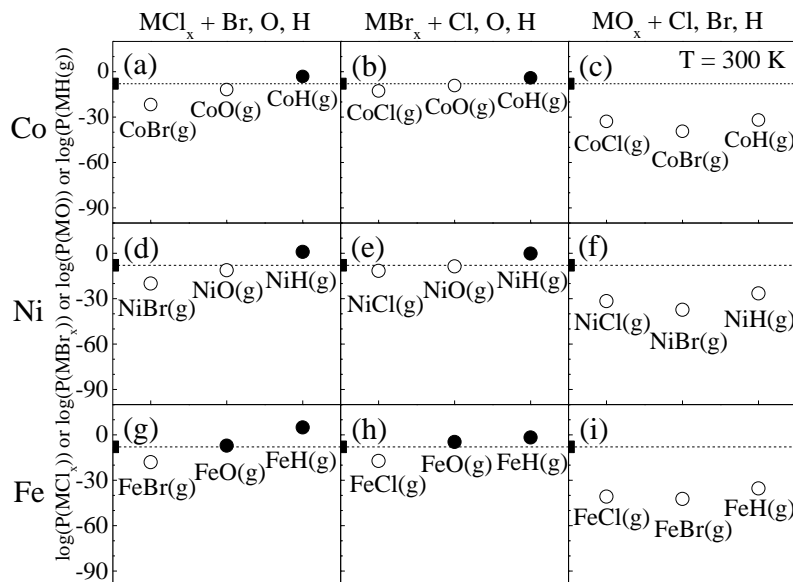 MClₓ + Br, O, H
MBrₓ + Cl, O, H
MOₓ + Cl, Br, H
log(P(MClₓ)) or log(P(MBrₓ)) or log(P(MO)) or log(P(MH(g))
Co
0
-30
-60
-90
(a)
CoBr(g)
CoO(g)
CoH(g)
(b)
CoCl(g)
CoO(g)
CoH(g)
(c)
T = 300 K
CoCl(g)
CoBr(g)
CoH(g)
Ni
0
-30
-60
-90
(d)
NiBr(g)
NiO(g)
NiH(g)
(e)
NiCl(g)
NiO(g)
NiH(g)
(f)
NiCl(g)
NiBr(g)
NiH(g)
Fe
0
-30
-60
-90
(g)
FeBr(g)
FeO(g)
FeH(g)
(h)
FeCl(g)
FeO(g)
FeH(g)
(i)
FeCl(g)
FeBr(g)
FeH(g)